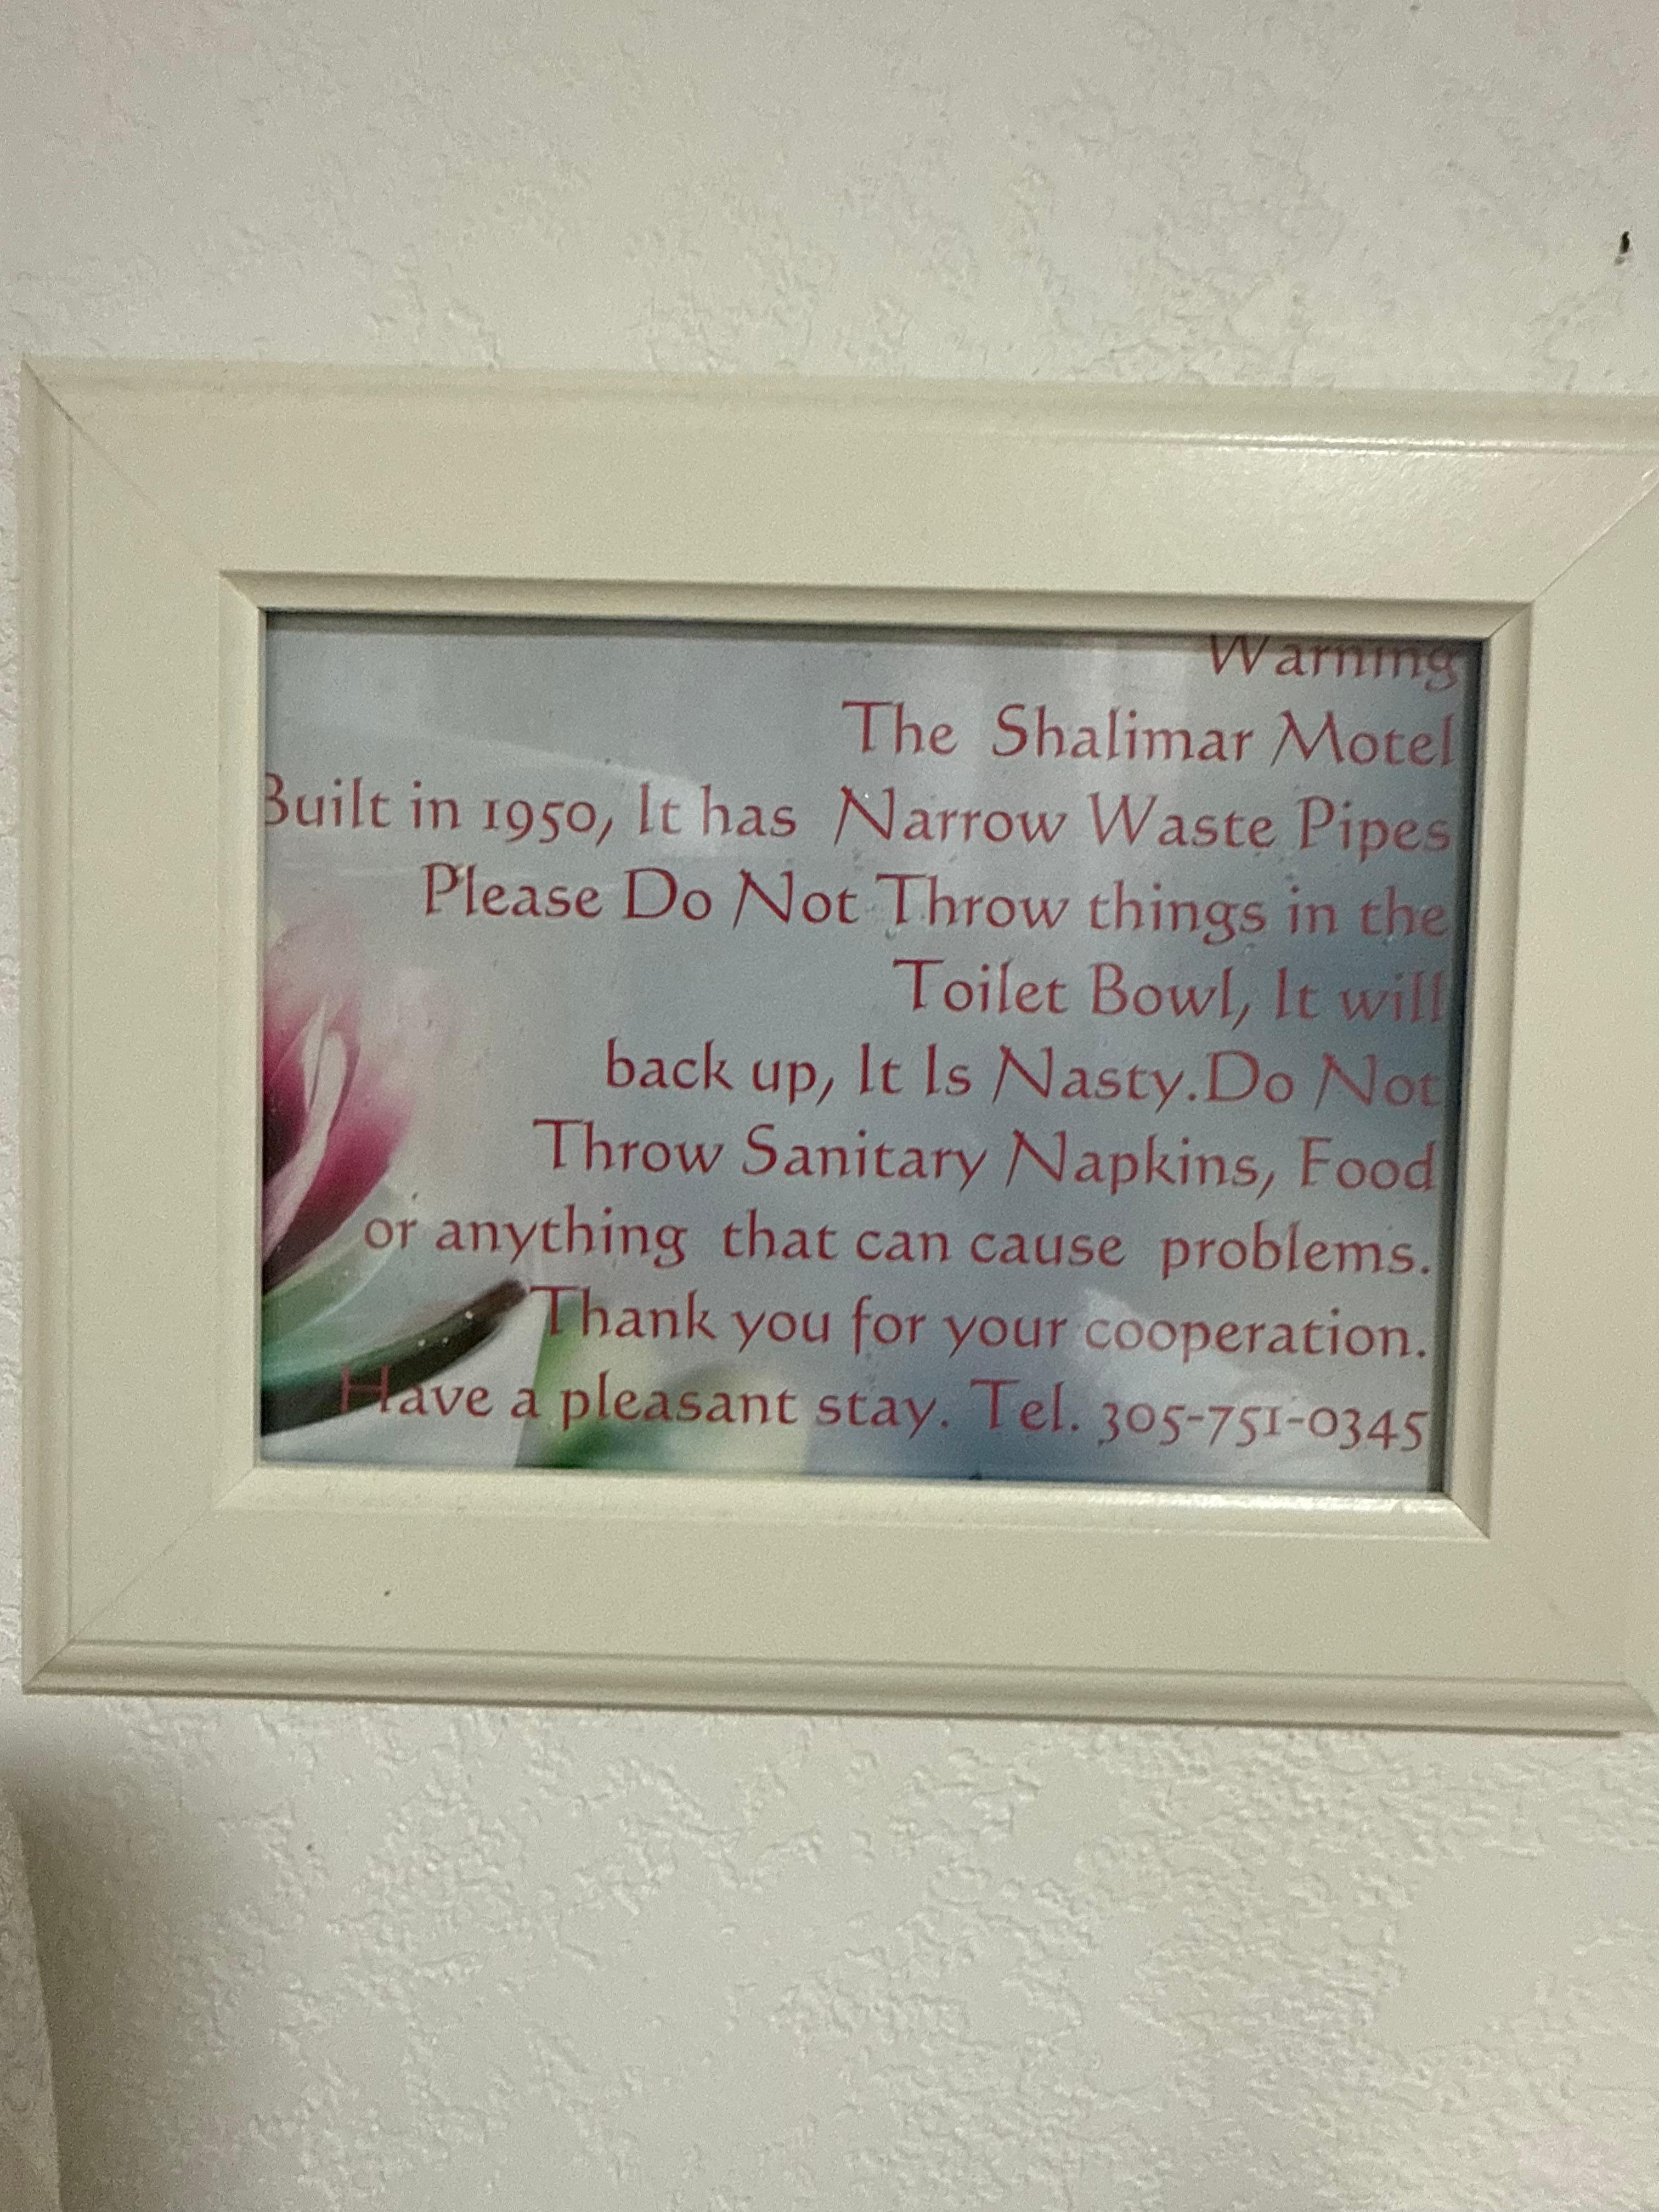 Warning
The Shalimar Motel
Built in 1950, It has Narrow Waste Pipes
Please Do Not Throw things in the
Toilet Bowl, It will
back up, It Is Nasty.Do Not
Throw Sanitary Napkins, Food
or anything that can cause problems.
Thank you for your cooperation.
Have a pleasant stay. Tel. 305-751-0345